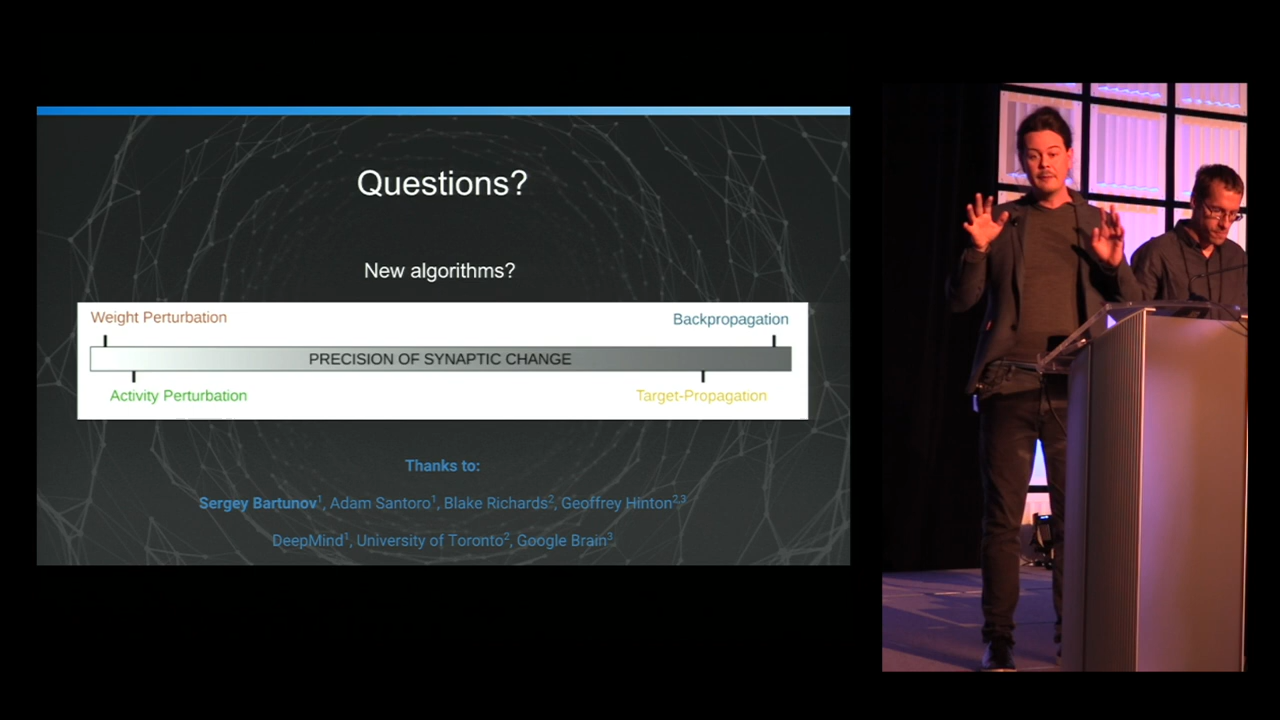 Questions?
New algorithms?
Weight Perturbation
Backpropagation
PRECISION OF SYNAPTIC CHANGE
Activity Perturbation
Target-Propagation
Thanks to:
Sergey Bartunov¹, Adam Santoro¹, Blake Richards², Geoffrey Hinton²,³
DeepMind¹, University of Toronto², Google Brain³